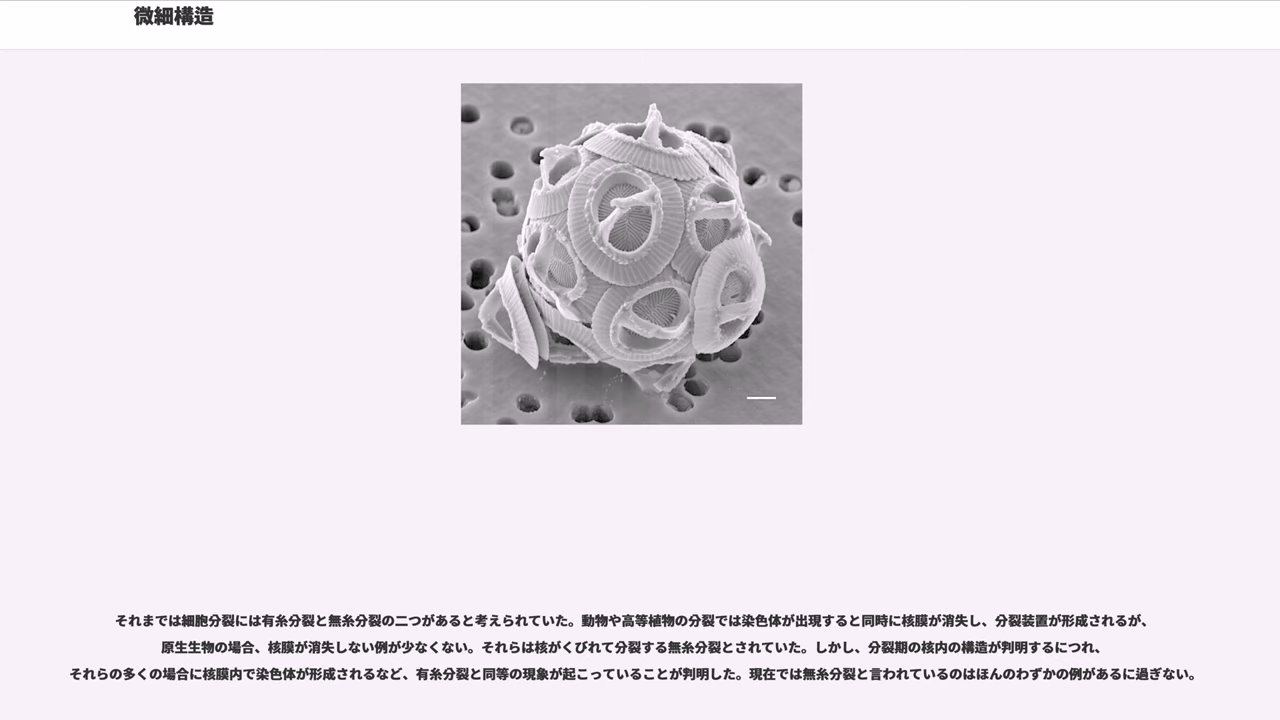 微細構造
それまでは細胞分裂には有糸分裂と無糸分裂の二つがあると考えられていた。動物や高等植物の分裂では染色体が出現すると同時に核膜が消失し、分裂装置が形成されるが、
原生生物の場合、核膜が消失しない例が少なくない。それらは核がくびれて分裂する無糸分裂とされていた。しかし、分裂期の核内の構造が判明するにつれ、
それらの多くの場合に核膜内で染色体が形成されるなど、有糸分裂と同等の現象が起こっていることが判明した。現在では無糸分裂と言われているのはほんのわずかの例があるに過ぎない。